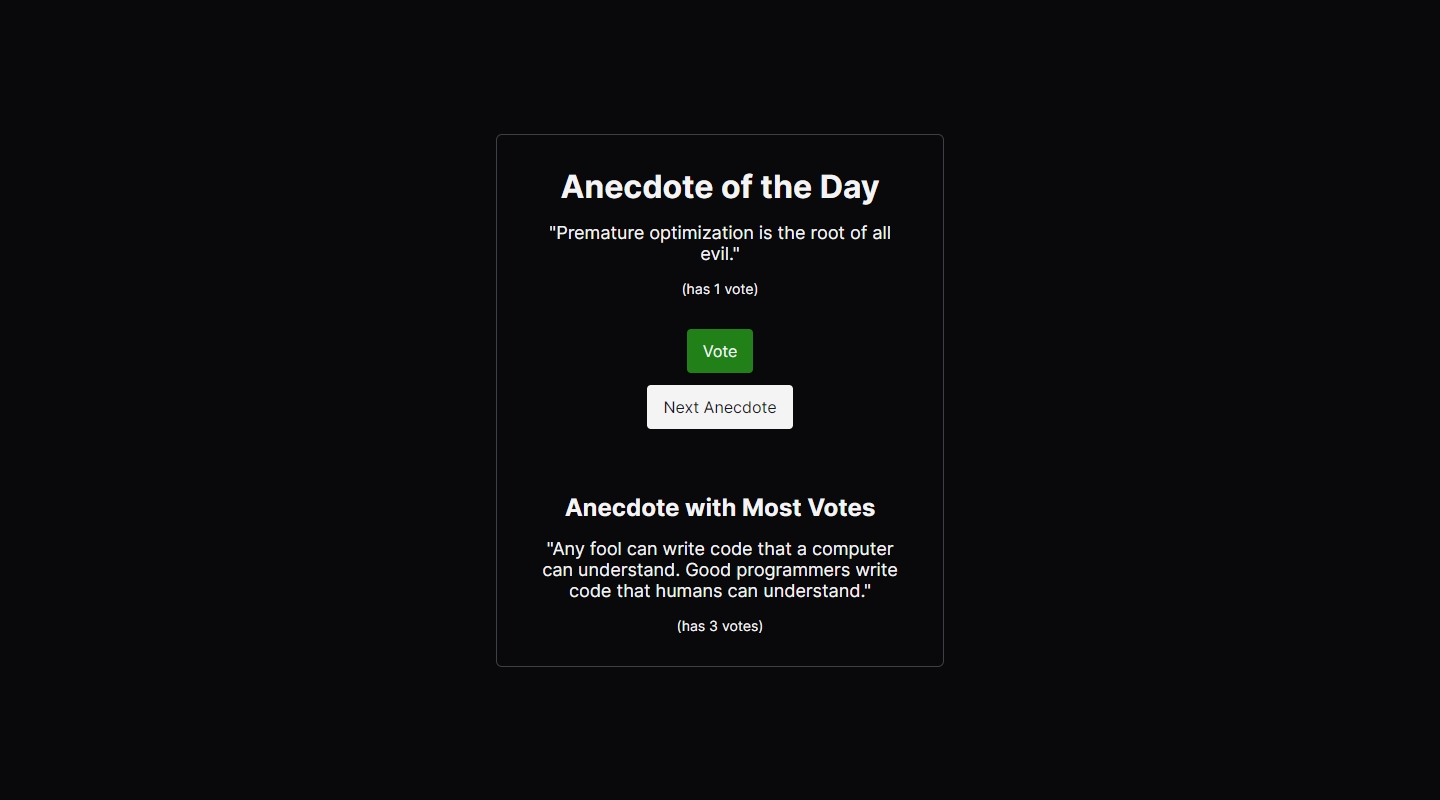 Anecdote of the Day
"Premature optimization is the root of all
evil."
(has 1 vote)
Vote
Next Anecdote
Anecdote with Most Votes
"Any fool can write code that a computer
can understand. Good programmers write
code that humans can understand."
(has 3 votes)